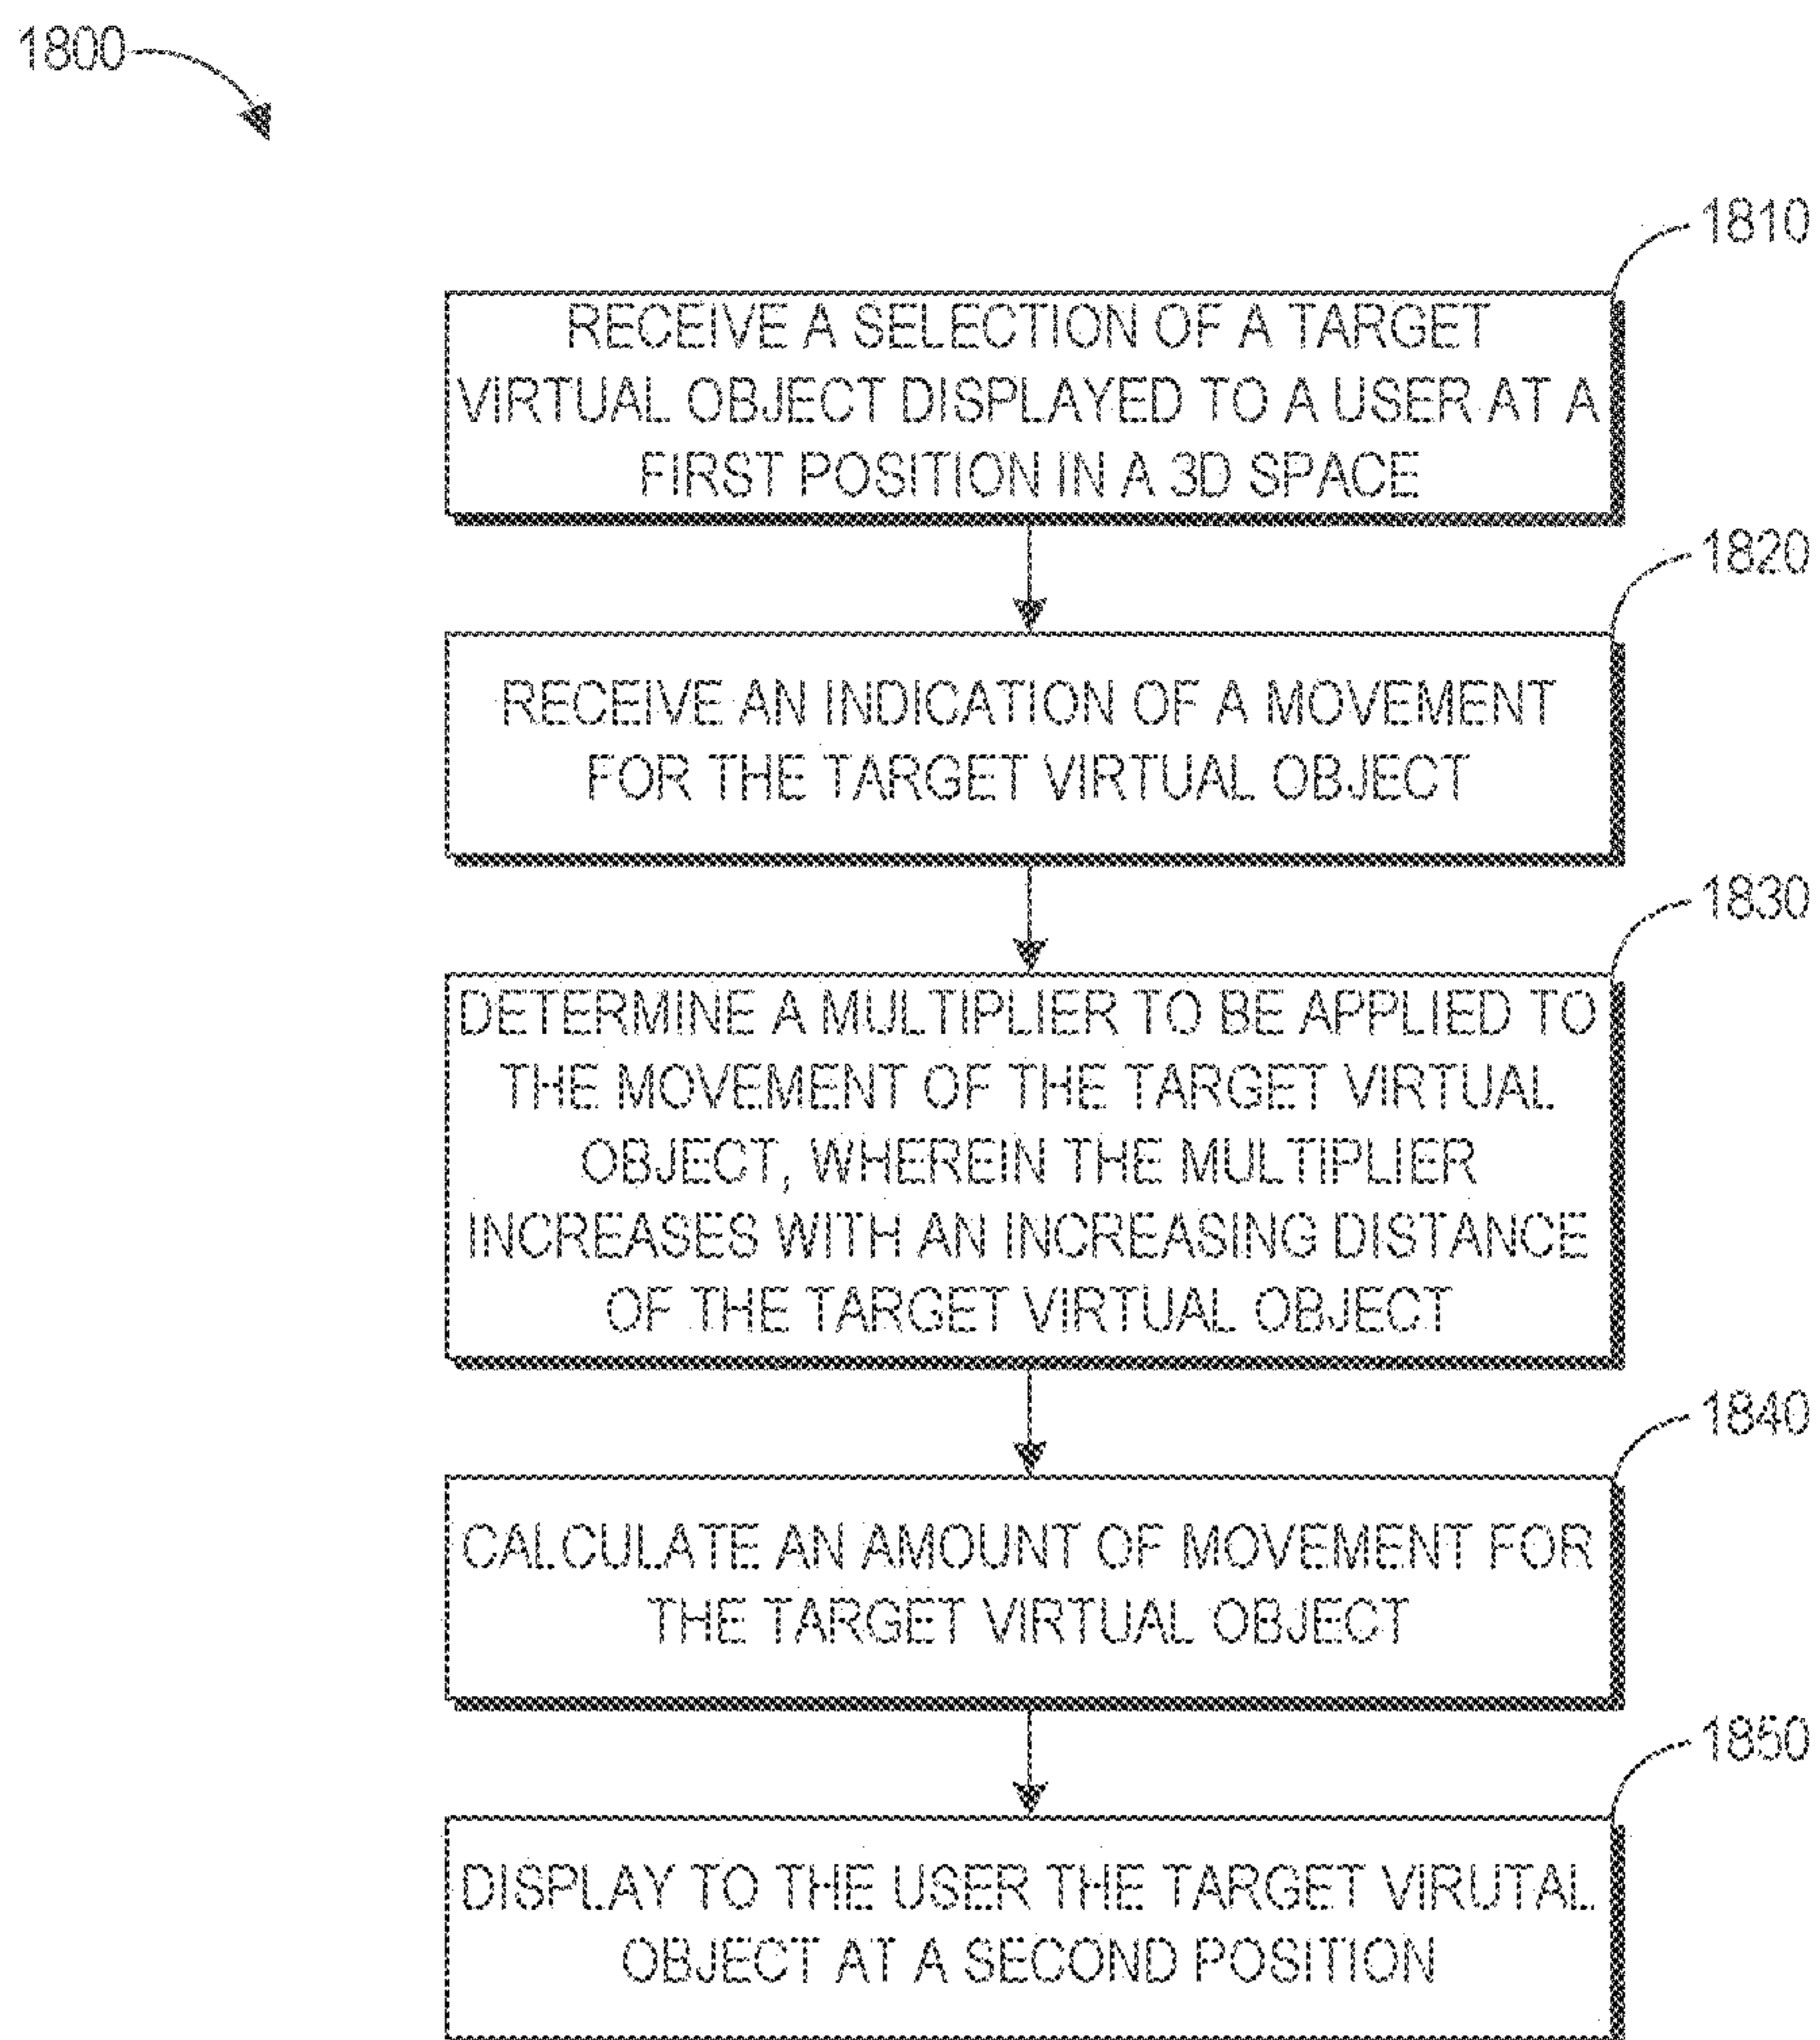 1800
1810
RECEIVE A SELECTION OF A TARGET
VIRTUAL OBJECT DISPLAYED TO A USER AT A
FIRST POSITION IN A 3D SPACE
1820
RECEIVE AN INDICATION OF A MOVEMENT
FOR THE TARGET VIRTUAL OBJECT
1830
DETERMINE A MULTIPLIER TO BE APPLIED TO
THE MOVEMENT OF THE TARGET VIRTUAL
OBJECT, WHEREIN THE MULTIPLIER
INCREASES WITH AN INCREASING DISTANCE
OF THE TARGET VIRTUAL OBJECT
1840
CALCULATE AN AMOUNT OF MOVEMENT FOR
THE TARGET VIRTUAL OBJECT
1850
DISPLAY TO THE USER THE TARGET VIRUTAL
OBJECT AT A SECOND POSITION